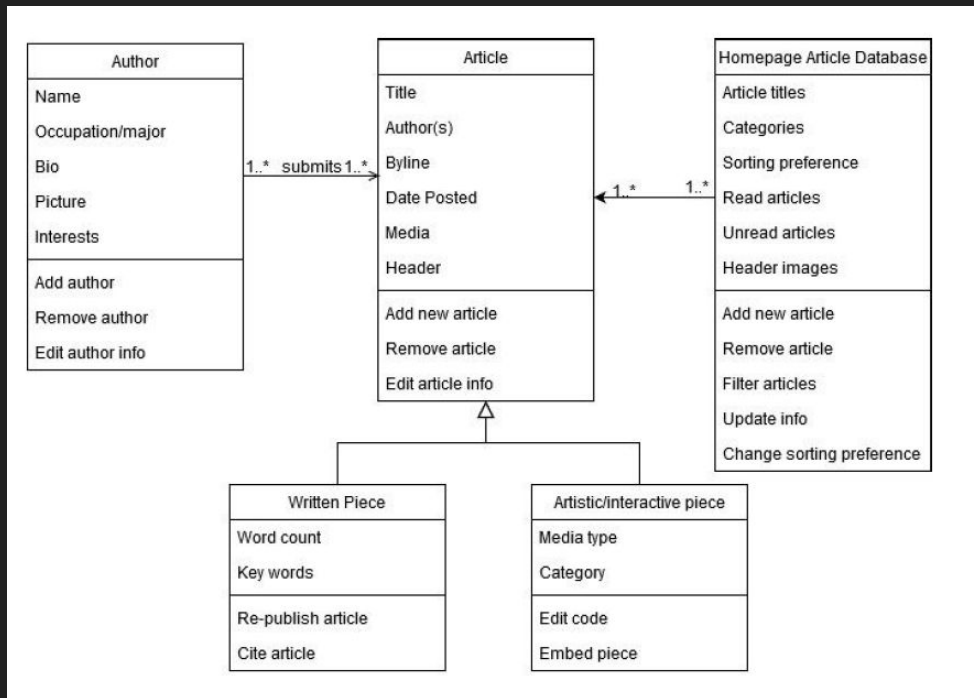 Author
Name
Occupation/major
Bio
Picture
Interests
Add author
Remove author
Edit author info
1..* submits 1..*
Article
Title
Author(s)
Byline
Date Posted
Media
Header
Add new article
Remove article
Edit article info
1..* 1..*
Homepage Article Database
Article titles
Categories
Sorting preference
Read articles
Unread articles
Header images
Add new article
Remove article
Filter articles
Update info
Change sorting preference
Written Piece
Word count
Key words
Re-publish article
Cite article
Artistic/interactive piece
Media type
Category
Edit code
Embed piece